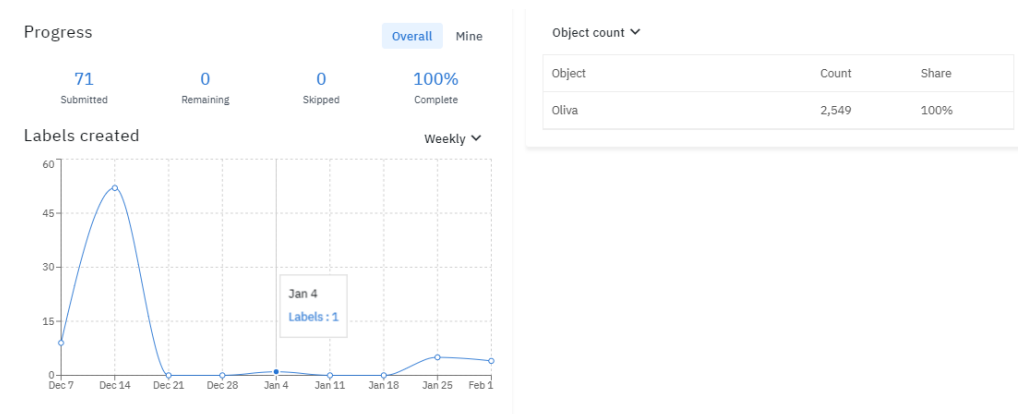 Progress
Overall Mine
71 0 0 100%
Submitted Remaining Skipped Complete
Labels created
Weekly
60
45
30
15
0
Jan 4
Labels : 1
Dec 7 Dec 14 Dec 21 Dec 28 Jan 4 Jan 11 Jan 18 Jan 25 Feb 1
Object count
Object Count Share
Oliva 2,549 100%